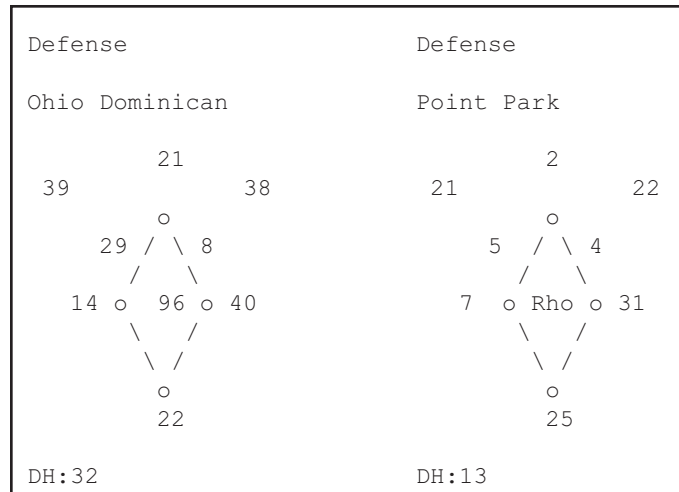 Defense                       Defense
Ohio Dominican                Point Park
         21                            2
 39            38             21             22
         o                             o
     29 / \ 8                      5  / \ 4
       /   \                         /   \
   14 o  96 o 40                 7  o Rho o 31
       \   /                         \   /
        \ /                           \ /
         o                             o
         22                            25
DH:32                         DH:13